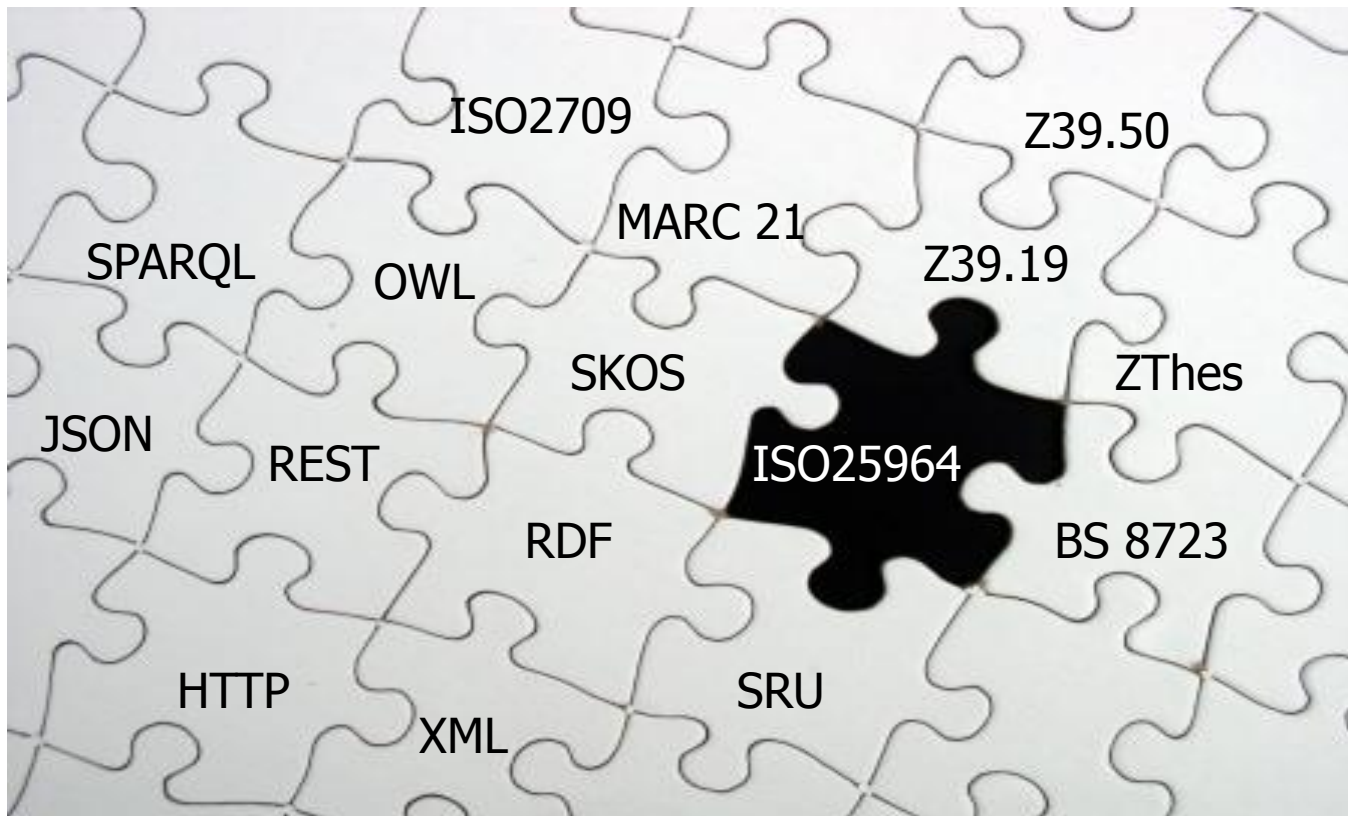 ISO2709
Z39.50
MARC 21
SPARQL
OWL
Z39.19
SKOS
ZThes
JSON
REST
ISO25964
RDF
BS 8723
HTTP
SRU
XML